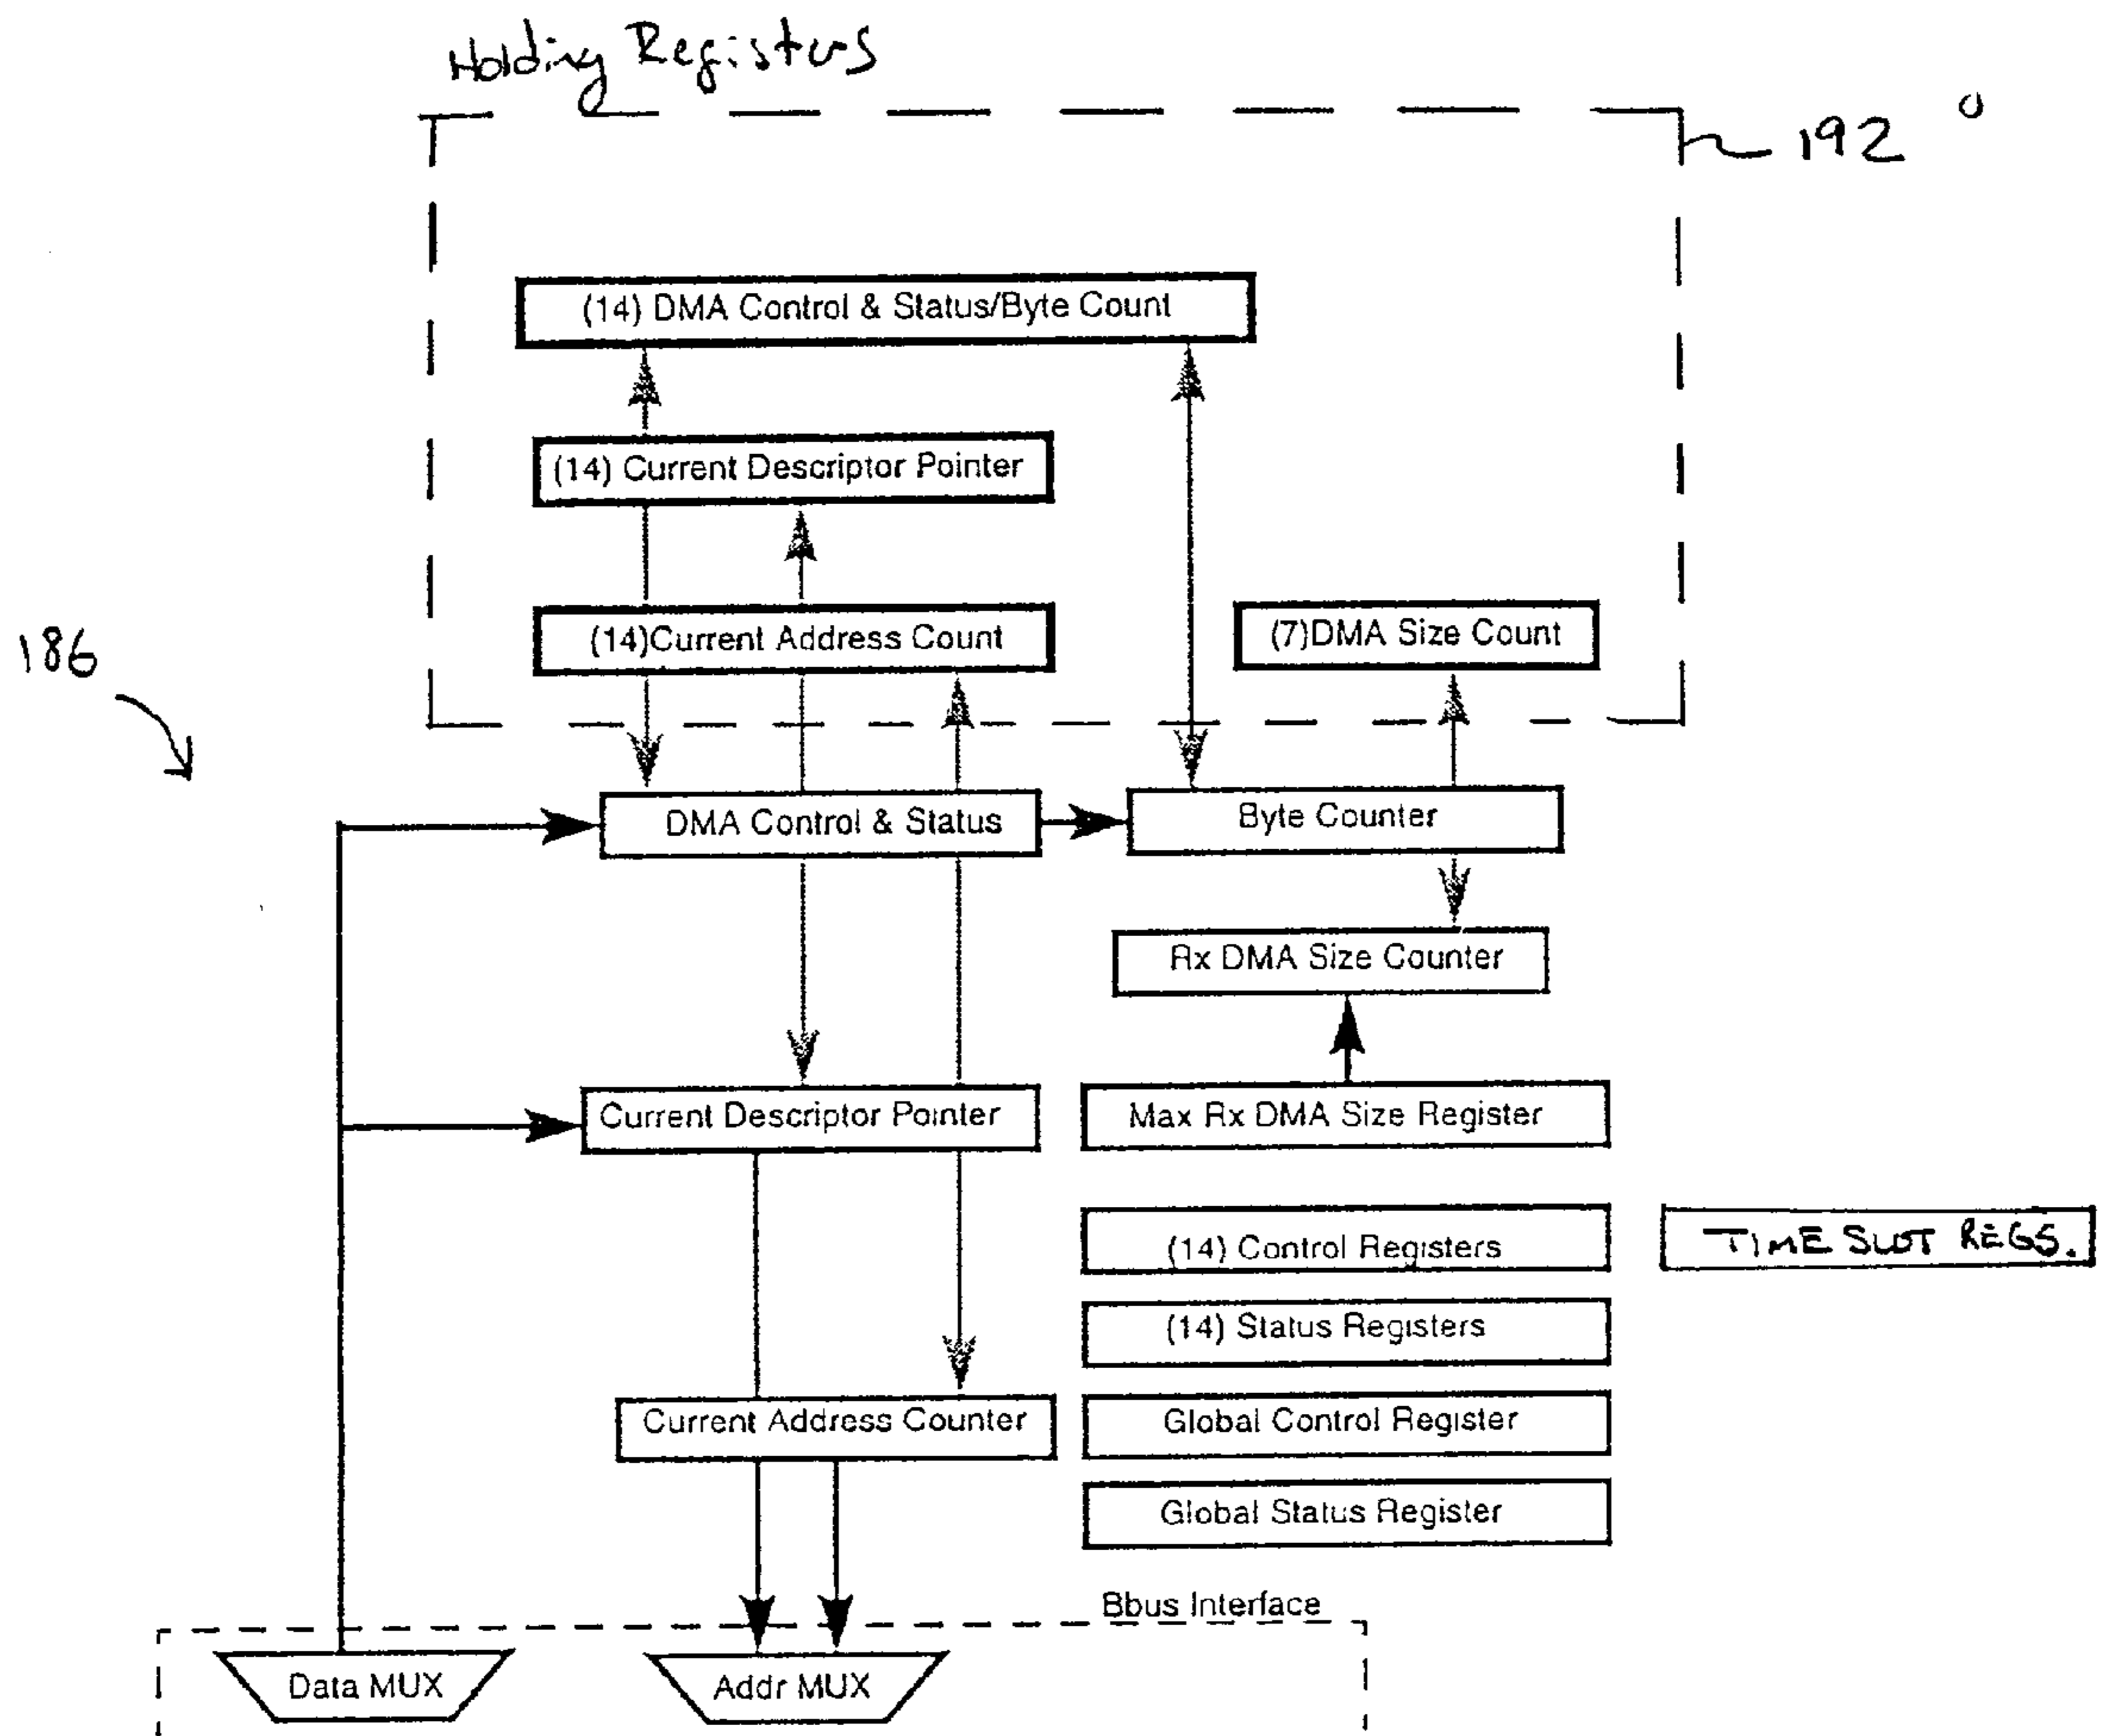 Holding Registers
192
(14) DMA Control & Status/Byte Count
(14) Current Descriptor Pointer
(14)Current Address Count
(7)DMA Size Count
186
DMA Control & Status
Byte Counter
Rx DMA Size Counter
Current Descriptor Pointer
Max Rx DMA Size Register
(14) Control Registers
TIME SLOT REGS.
(14) Status Registers
Current Address Counter
Global Control Register
Global Status Register
Bbus Interface
Data MUX
Addr MUX